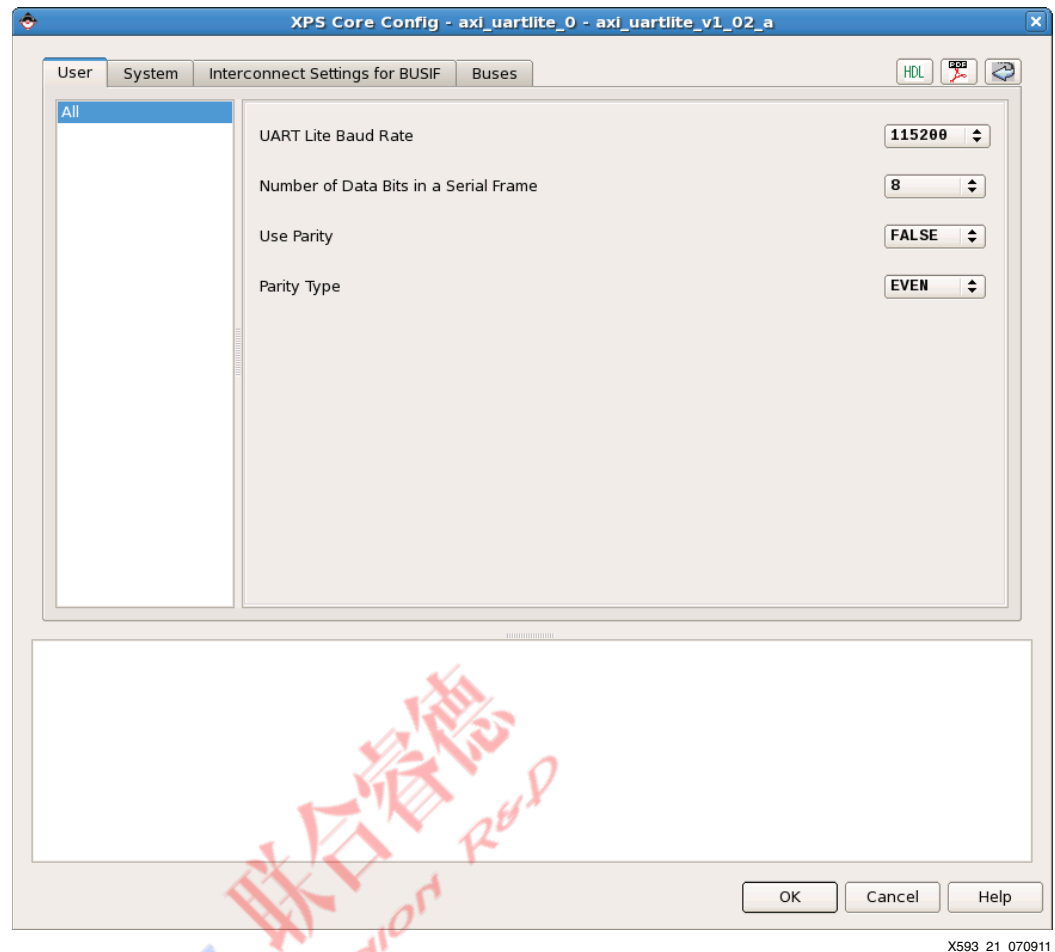 XPS Core Config - axi_uartlite_0 - axi_uartlite_v1_02_a
User System Interconnect Settings for BUSIF Buses HDL PDF
All
UART Lite Baud Rate 115200
Number of Data Bits in a Serial Frame 8
Use Parity FALSE
Parity Type EVEN
联合睿德
R&D
OK Cancel Help
X593_21_070911